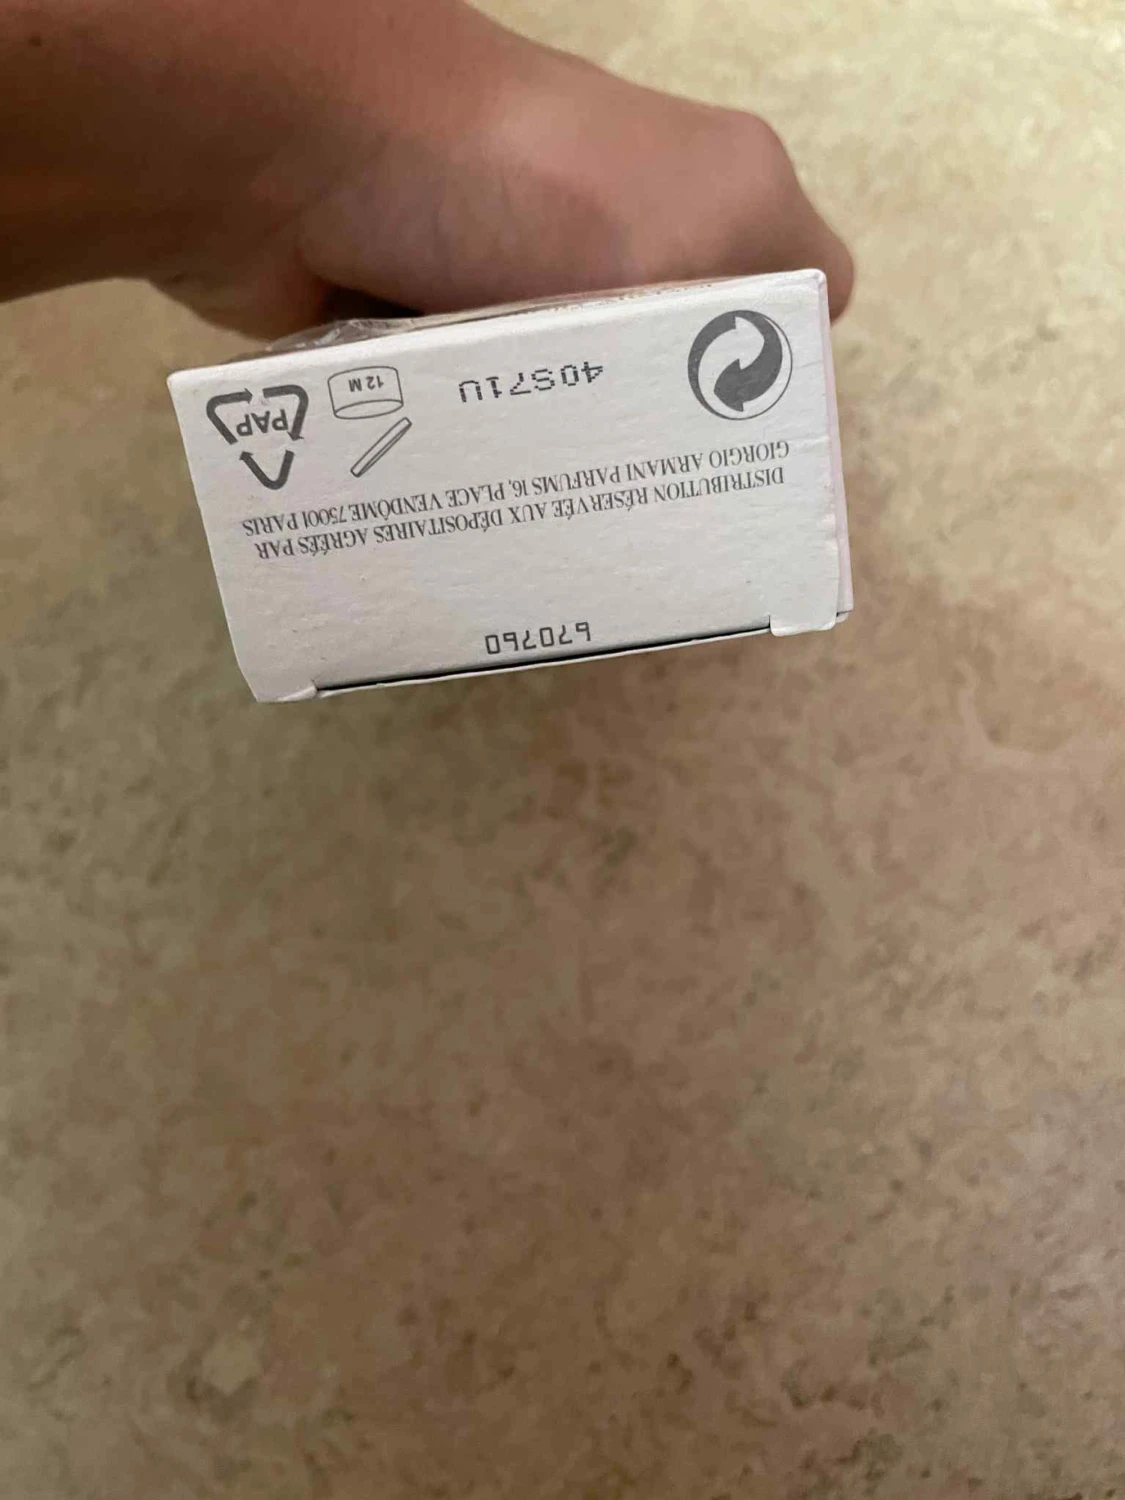 670760
DISTRIBUTION RÉSERVÉE AUX DÉPOSITAIRES AGRÉÉS PAR
GIORGIO ARMANI PARFUMS 16, PLACE VENDÔME 75001 PARIS
40S71U
12 M
PAP